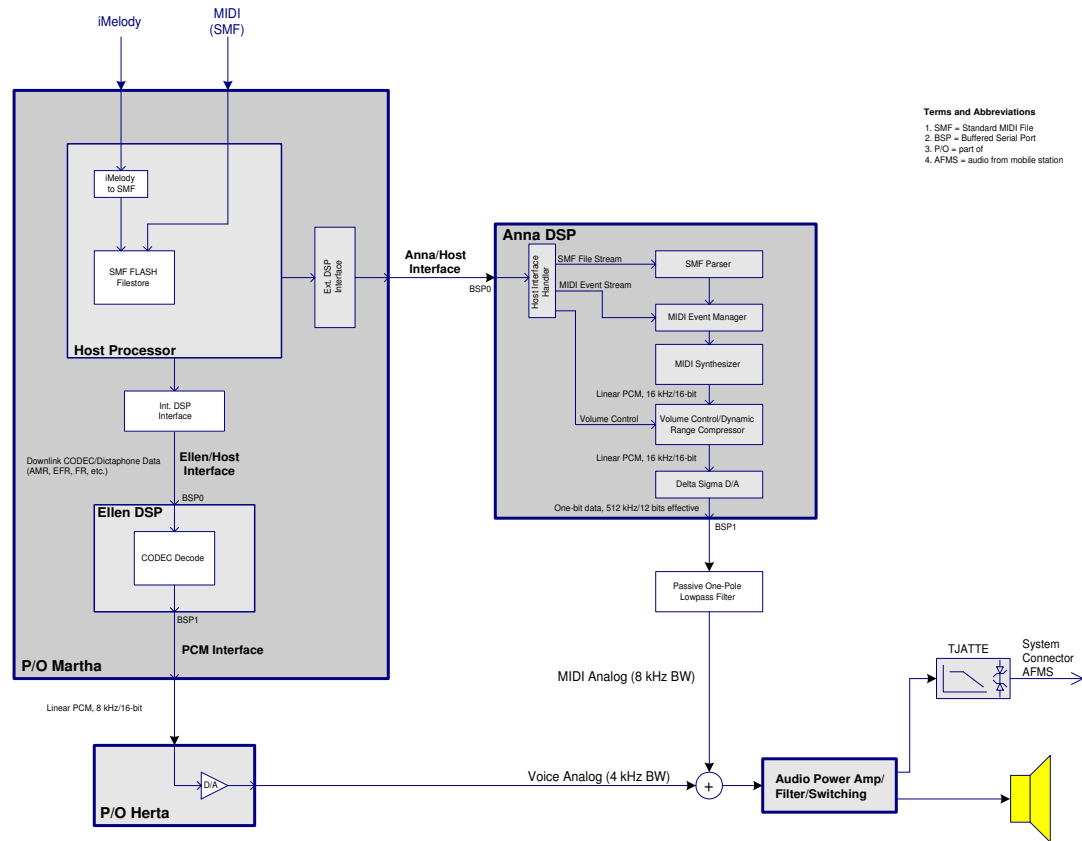 iMelody
MIDI
(SMF)
Terms and Abbreviations
1. SMF = Standard MIDI File
2. BSP = Buffered Serial Port
3. P/O = part of
4. AFMS = audio from mobile station
iMelody
to SMF
SMF FLASH
Filestore
Host Processor
Ext. DSP
Interface
Anna/Host
Interface
BSP0
Anna DSP
Host Interface
Handler
SMF File Stream
SMF Parser
MIDI Event Stream
MIDI Event Manager
MIDI Synthesizer
Linear PCM, 16 kHz/16-bit
Volume Control
Volume Control/Dynamic
Range Compressor
Linear PCM, 16 kHz/16-bit
Delta Sigma D/A
One-bit data, 512 kHz/12 bits effective
BSP1
Int. DSP
Interface
Downlink CODEC/Dictaphone Data
(AMR, EFR, FR, etc.)
Ellen/Host
Interface
BSP0
Ellen DSP
CODEC Decode
BSP1
PCM Interface
P/O Martha
Passive One-Pole
Lowpass Filter
MIDI Analog (8 kHz BW)
TJATTE
System
Connector
AFMS
Linear PCM, 8 kHz/16-bit
D/A
P/O Herta
Voice Analog (4 kHz BW)
+
Audio Power Amp/
Filter/Switching